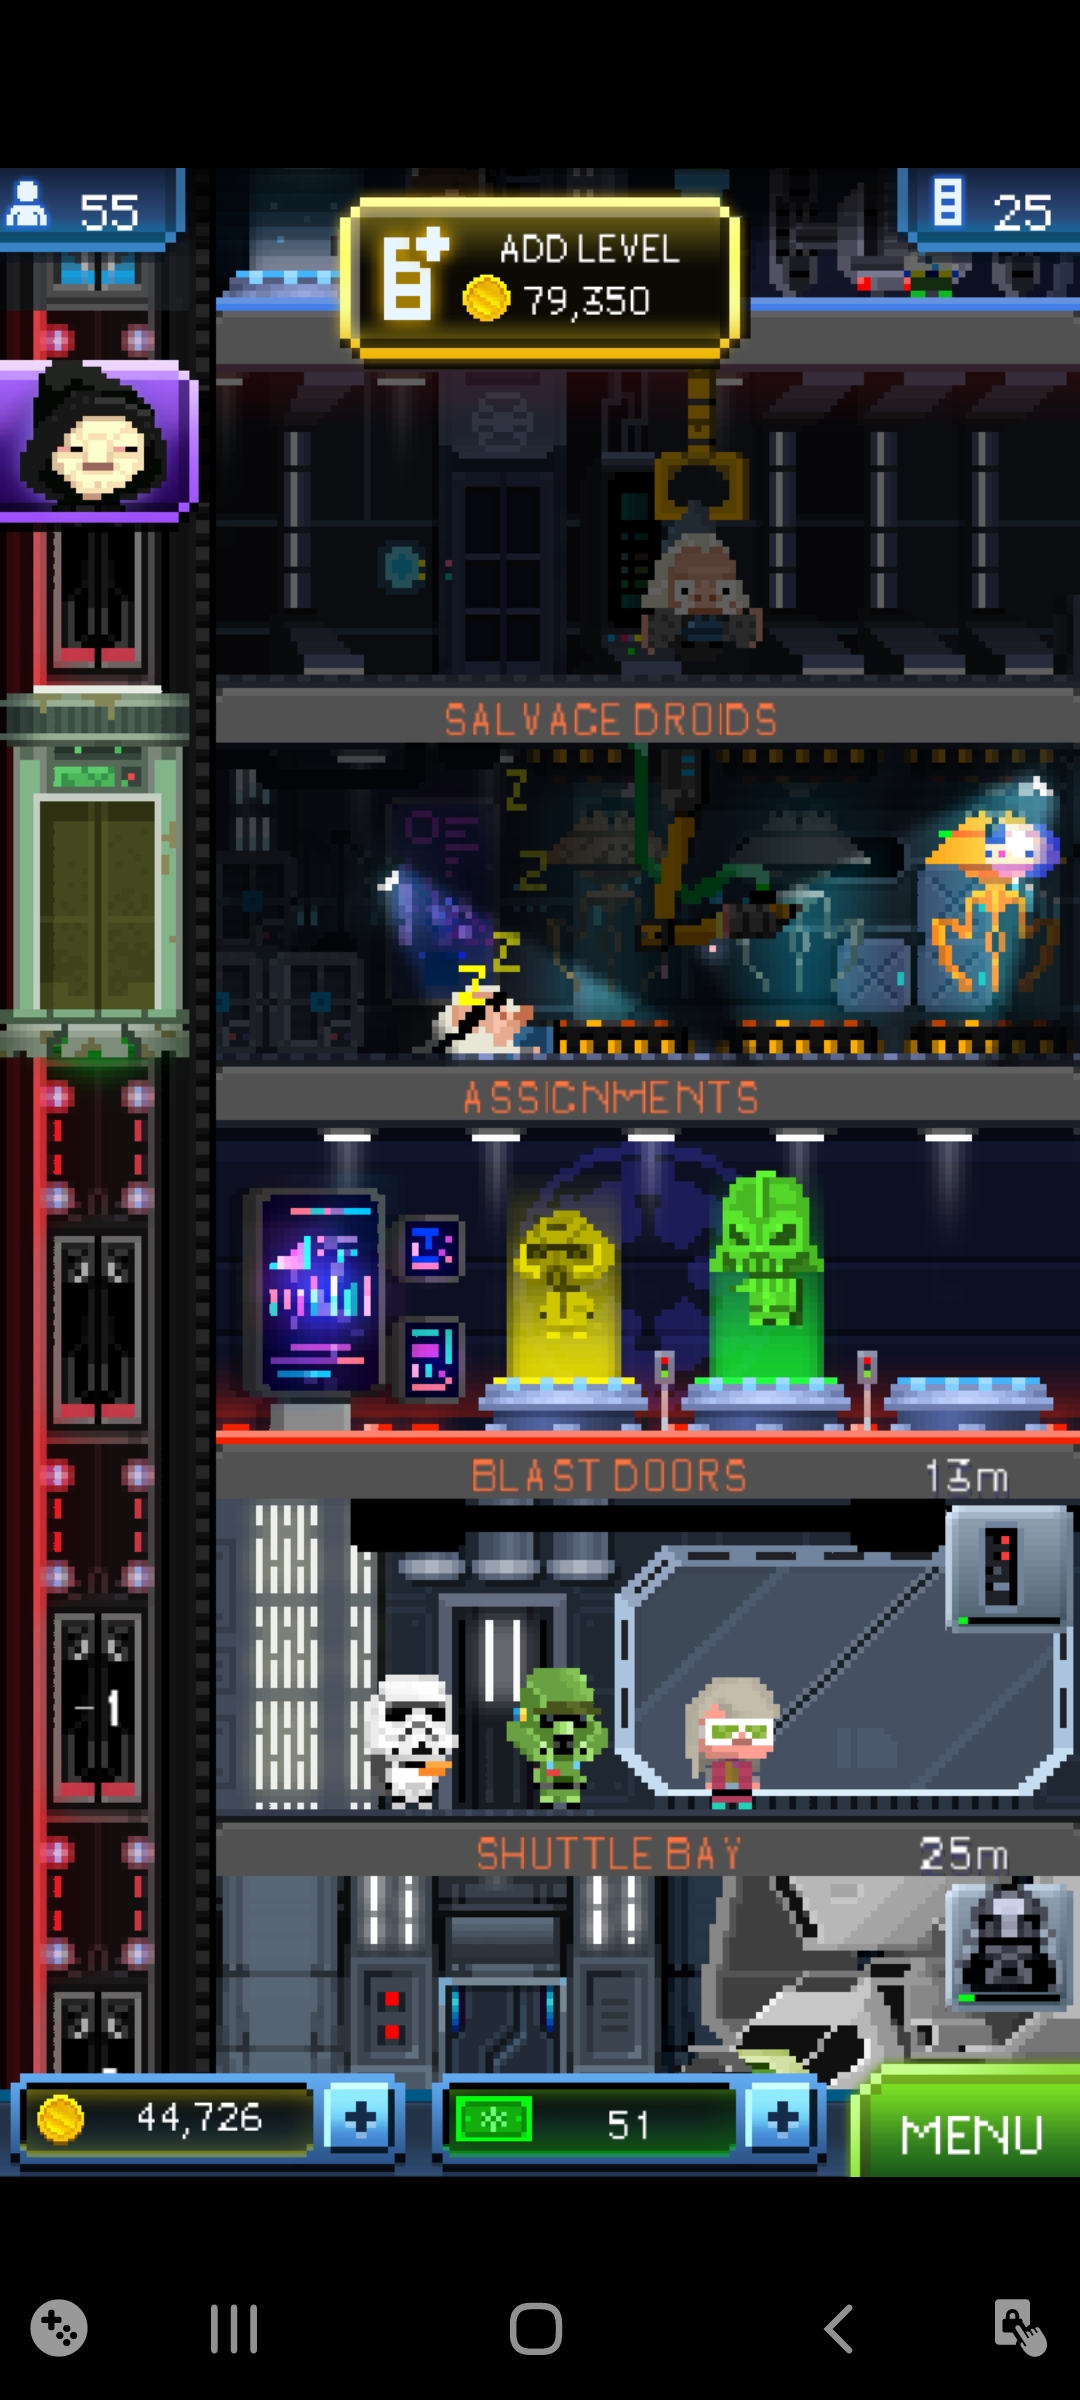 55
25
ADD LEVEL
79,350
SALVAGE DROIDS
Z
Z
Z
Z
ASSIGNMENTS
BLAST DOORS 13m
-1
SHUTTLE BAY 25m
44,726
51
MENU